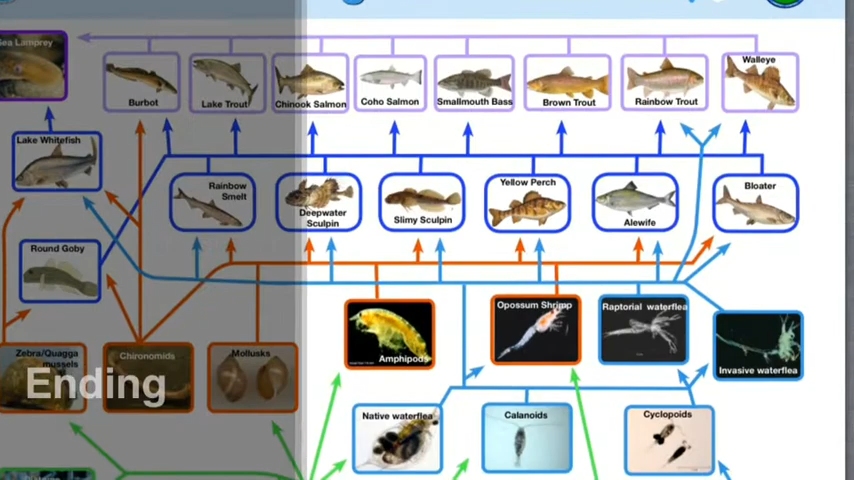 Sea Lamprey
Burbot
Lake Trout
Chinook Salmon
Coho Salmon
Smallmouth Bass
Brown Trout
Rainbow Trout
Walleye
Lake Whitefish
Rainbow
Smelt
Deepwater
Sculpin
Slimy Sculpin
Yellow Perch
Alewife
Bloater
Round Goby
Amphipods
Opossum Shrimp
Raptorial waterflea
Invasive waterflea
Zebra/Quagga
mussels
Chironomids
Mollusks
Ending
Native waterflea
Calanoids
Cyclopoids